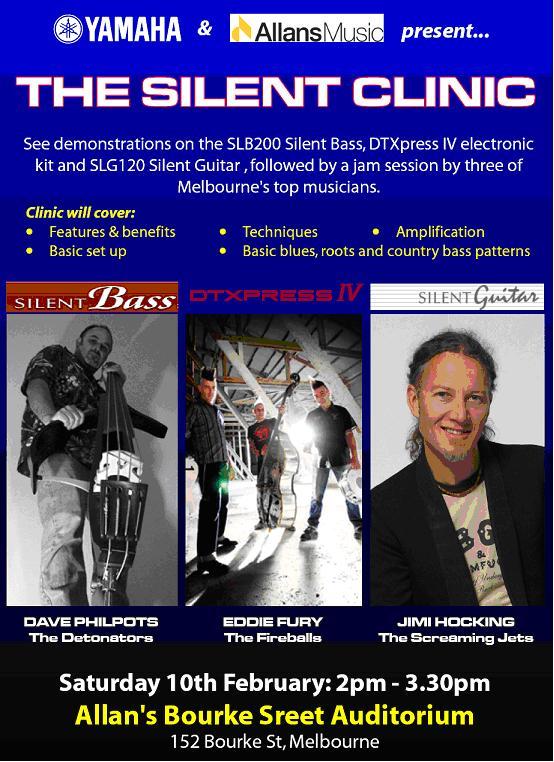 YAMAHA & AllansMusic present...
THE SILENT CLINIC
See demonstrations on the SLB200 Silent Bass, DTXpress IV electronic
kit and SLG120 Silent Guitar , followed by a jam session by three of
Melbourne's top musicians.
Clinic will cover:
• Features & benefits • Techniques • Amplification
• Basic set up • Basic blues, roots and country bass patterns
SILENT Bass DTXPRESS IV SILENT Guitar
DAVE PHILPOTS EDDIE FURY JIMI HOCKING
The Detonators The Fireballs The Screaming Jets
Saturday 10th February: 2pm - 3.30pm
Allan's Bourke Sreet Auditorium
152 Bourke St, Melbourne